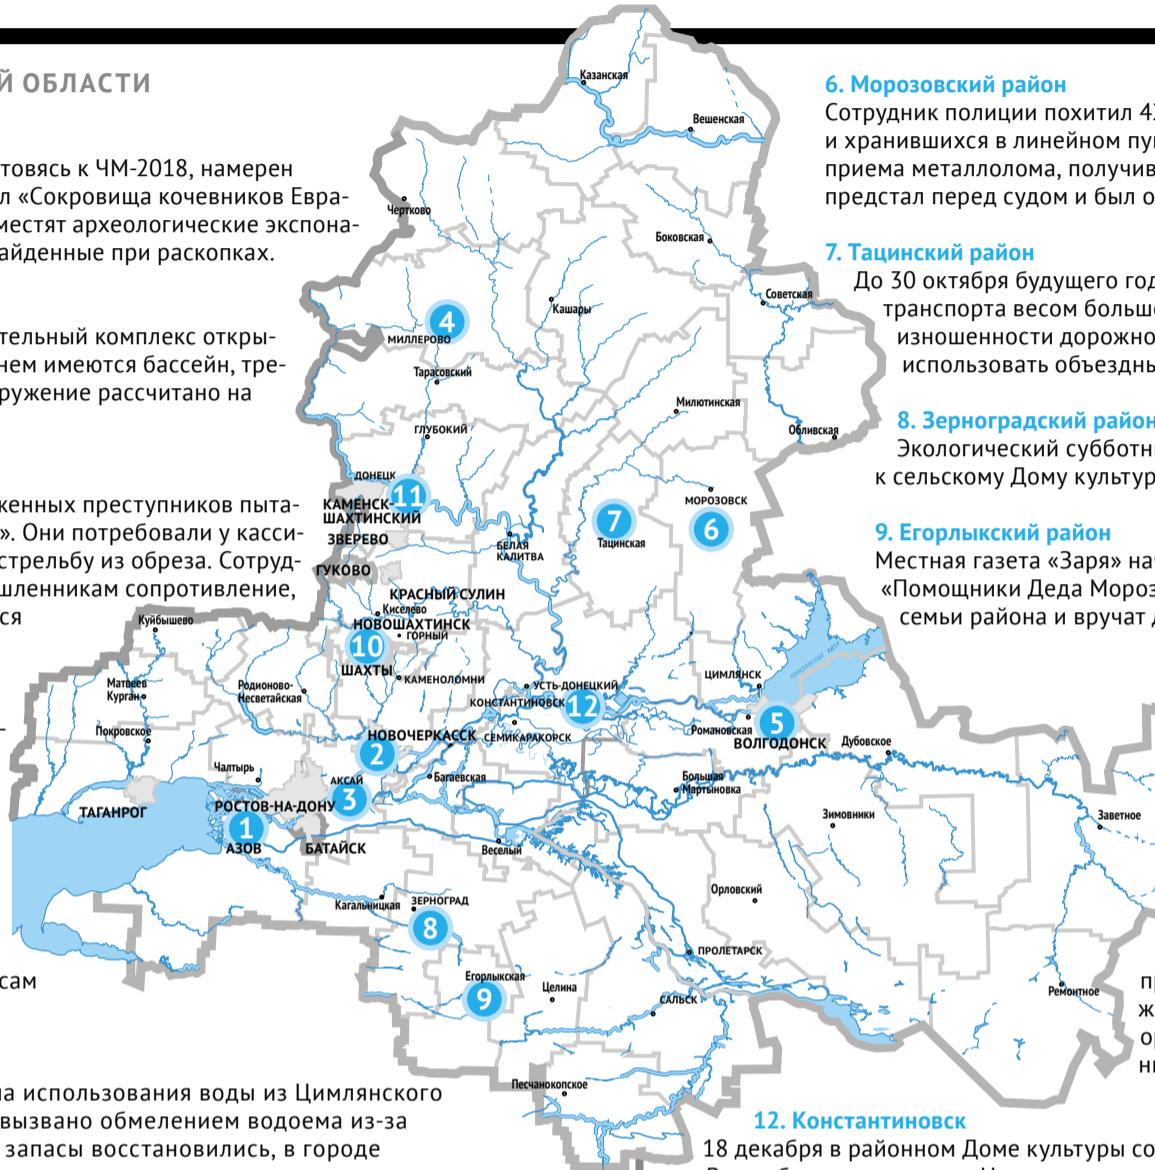 Й ОБЛАСТИ
товясь к ЧМ-2018, намерен
л «Сокровища кочевников Евра-
местят археологические экспона-
айденные при раскопках.
тельный комплекс откры-
нем имеются бассейн, тре-
ружение рассчитано на
женных преступников пыта-
». Они потребовали у касси-
стрельбу из обреза. Сотруд-
шленникам сопротивление,
ся
сам
на использования воды из Цимлянского
вызвано обмелением водоема из-за
запасы восстановились, в городе
Казанская
Вешенская
Чертково
Боковская
Советская
Кашары
4
МИЛЛЕРОВО
Тарасовский
Милютинская
Обливская
ГЛУБОКИЙ
ДОНЕЦК
11
КАМЕНСК-
ШАХТИНСКИЙ
ЗВЕРЕВО
ГУКОВО
БЕЛАЯ
КАЛИТВА
7
Тацинская
МОРОЗОВСК
6
КРАСНЫЙ СУЛИН
Киселево
НОВОШАХТИНСК
ГОРНЫЙ
10
ШАХТЫ
КАМЕНОЛОМНИ
Куйбышево
Матвеев
Курган
Родионово-
Несветайская
Покровское
УСТЬ-ДОНЕЦКИЙ
КОНСТАНТИНОВСК
12
СЕМИКАРАКОРСК
ЦИМЛЯНСК
Романовская
5
ВОЛГОДОНСК
Дубовское
НОВОЧЕРКАССК
2
Чалтырь
АКСАЙ
3
Багаевская
Большая
Мартыновка
ТАГАНРОГ
РОСТОВ-НА-ДОНУ
1
АЗОВ
БАТАЙСК
Веселый
Зимовники
Заветное
Кагальницкая
ЗЕРНОГРАД
8
Орловский
ПРОЛЕТАРСК
Егорлыкская
9
Целина
САЛЬСК
Ремонтное
Песчанокопское
6. Морозовский район
Сотрудник полиции похитил 4
и хранившихся в линейном пу
приема металлолома, получив
предстал перед судом и был о
7. Тацинский район
До 30 октября будущего год
транспорта весом больше
изношенности дорожно
использовать объездны
8. Зерноградский район
Экологический субботн
к сельскому Дому культур
9. Егорлыкский район
Местная газета «Заря» нач
«Помощники Деда Мороз
семьи района и вручат д
пр
ж
ор
ни
12. Константиновск
18 декабря в районном Доме культуры со